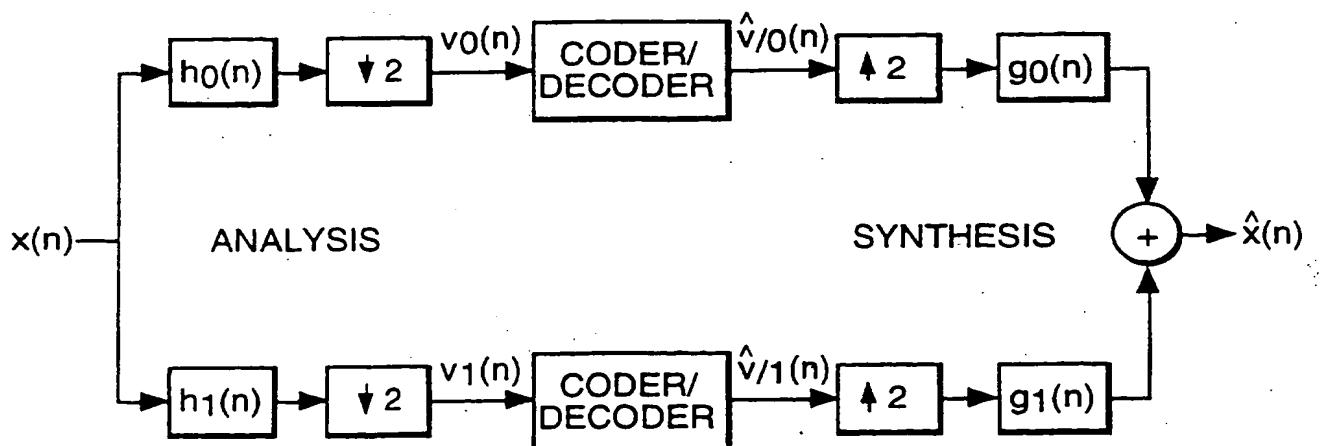 h0(n) ↓ 2 v0(n) CODER/ DECODER v̂/0(n) ↑ 2 g0(n)
x(n) ANALYSIS SYNTHESIS + x̂(n)
h1(n) ↓ 2 v1(n) CODER/ DECODER v̂/1(n) ↑ 2 g1(n)